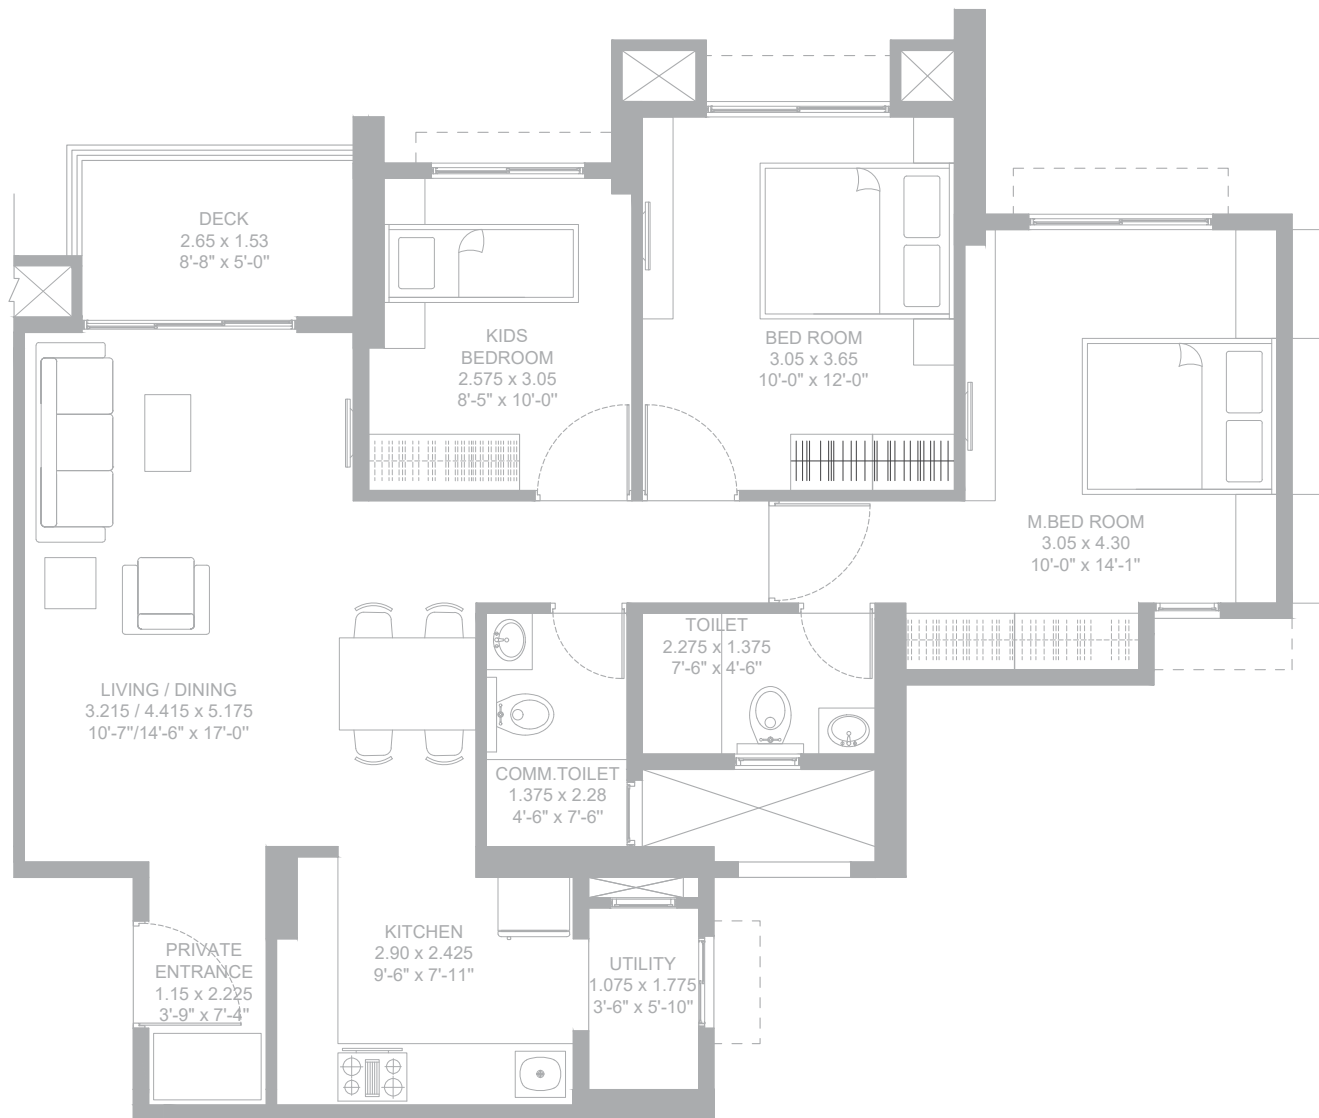 DECK
2.65 x 1.53
8'-8" x 5'-0"
KIDS
BEDROOM
2.575 x 3.05
8'-5" x 10'-0"
BED ROOM
3.05 x 3.65
10'-0" x 12'-0"
M.BED ROOM
3.05 x 4.30
10'-0" x 14'-1"
TOILET
2.275 x 1.375
7'-6" x 4'-6"
LIVING / DINING
3.215 / 4.415 x 5.175
10'-7"/14'-6" x 17'-0"
COMM.TOILET
1.375 x 2.28
4'-6" x 7'-6"
KITCHEN
2.90 x 2.425
9'-6" x 7'-11"
PRIVATE
ENTRANCE
1.15 x 2.225
3'-9" x 7'-4"
UTILITY
1.075 x 1.775
3'-6" x 5'-10"